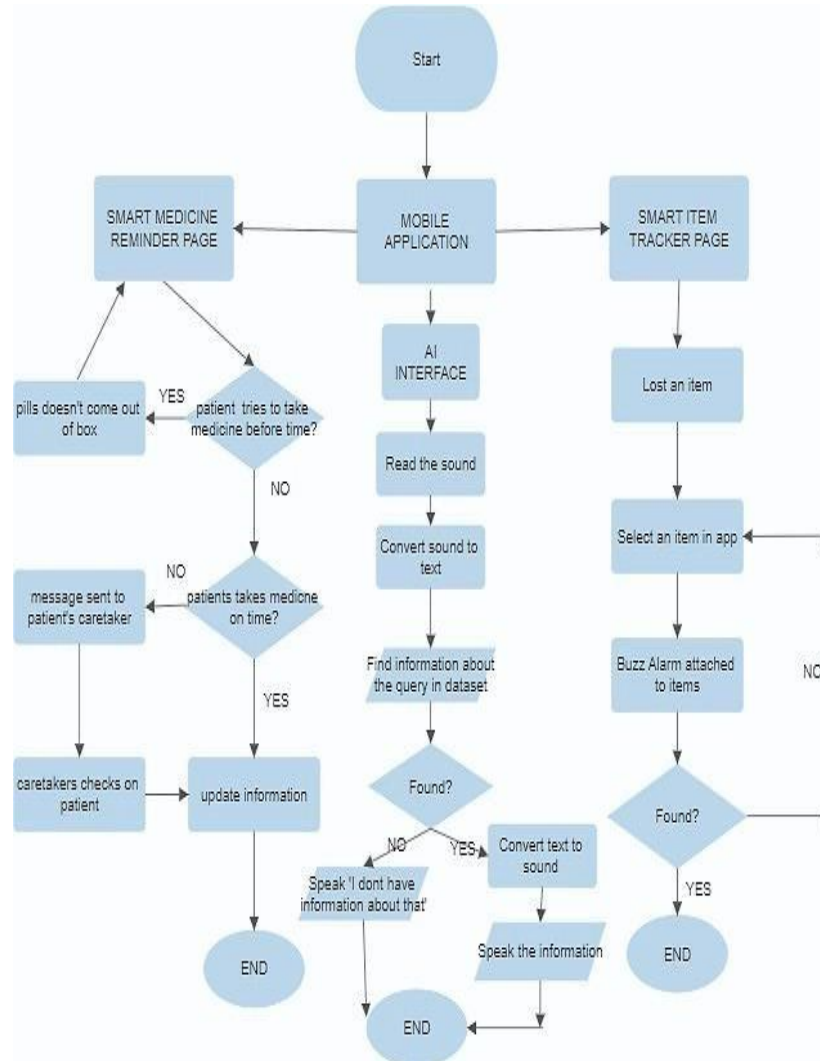 Start
SMART MEDICINE
REMINDER PAGE
MOBILE
APPLICATION
SMART ITEM
TRACKER PAGE
AI
INTERFACE
Lost an item
pills doesn't come out
of box
YES
patient tries to take
medicine before time?
Read the sound
NO
Convert sound to
text
Select an item in app
message sent to
patient's caretaker
NO
patients takes medicne
on time?
Find information about
the query in dataset
Buzz Alarm attached
to items
NO
YES
caretakers checks on
patient
update information
Found?
Found?
NO
YES
Convert text to
sound
Speak 'I dont have
information about that'
YES
Speak the information
END
END
END